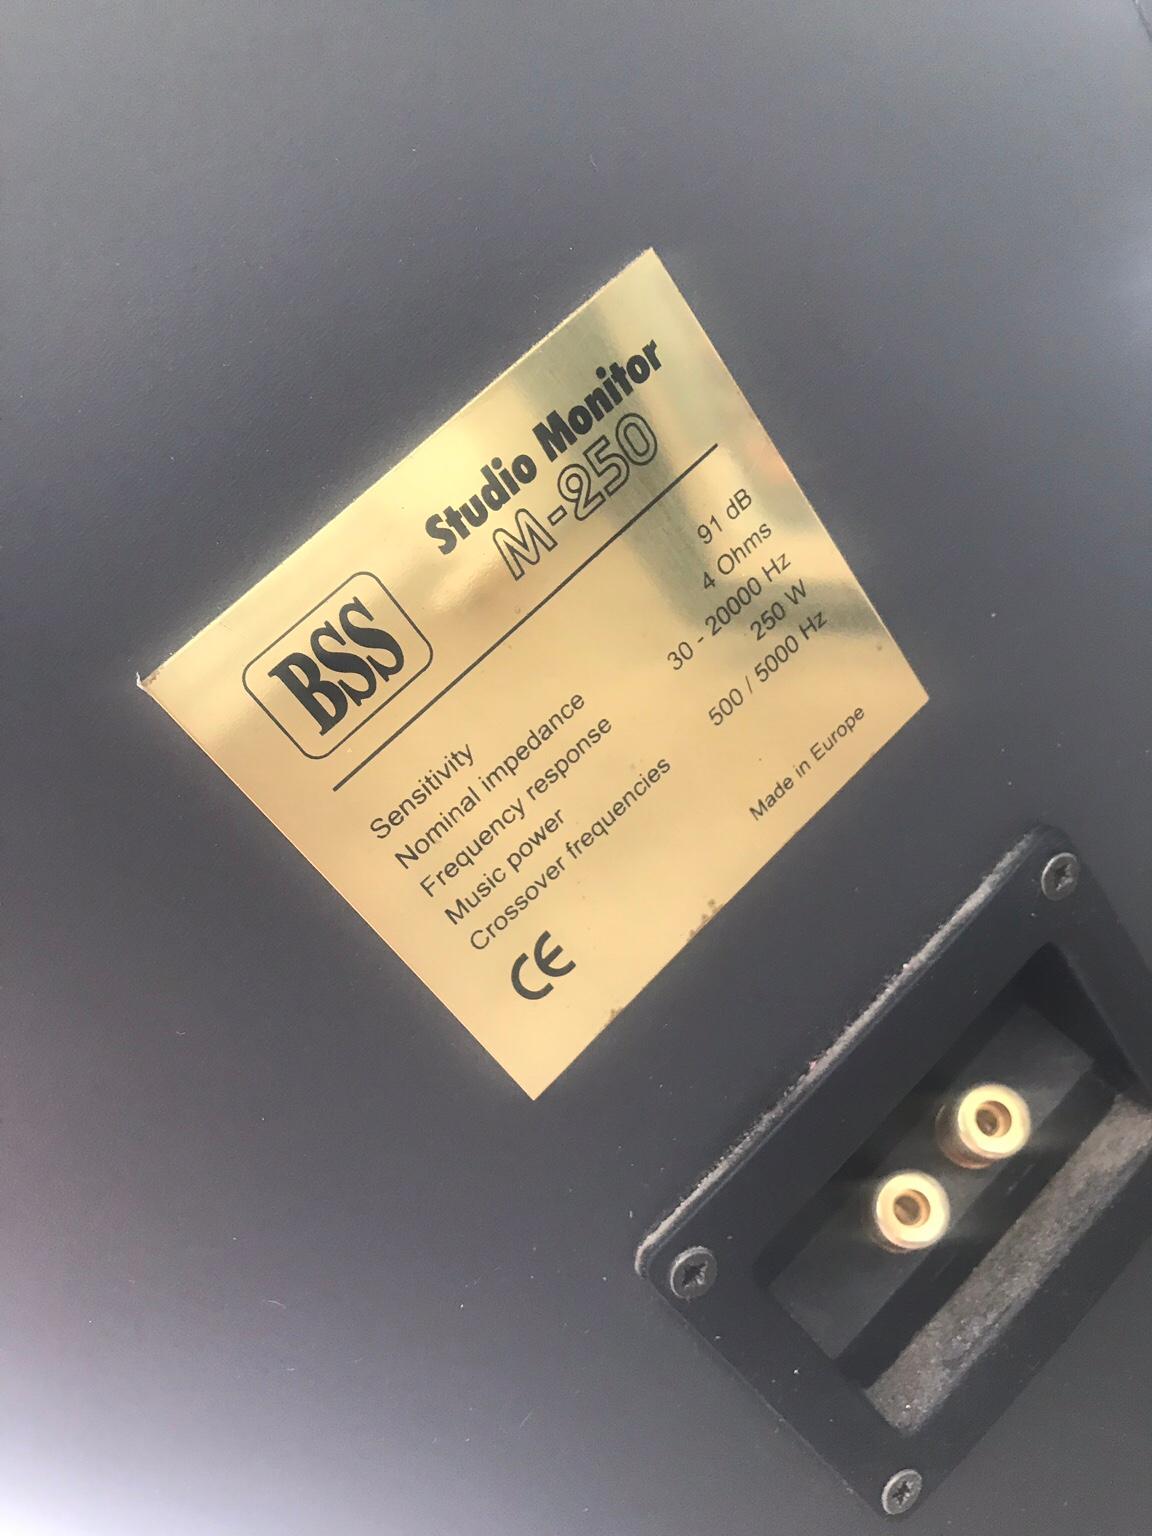 BSS
Studio Monitor
M-250
Sensitivity 91 dB
Nominal impedance 4 Ohms
Frequency response 30 - 20000 Hz
Music power 250 W
Crossover frequencies 500 / 5000 Hz
CE
Made in Europe